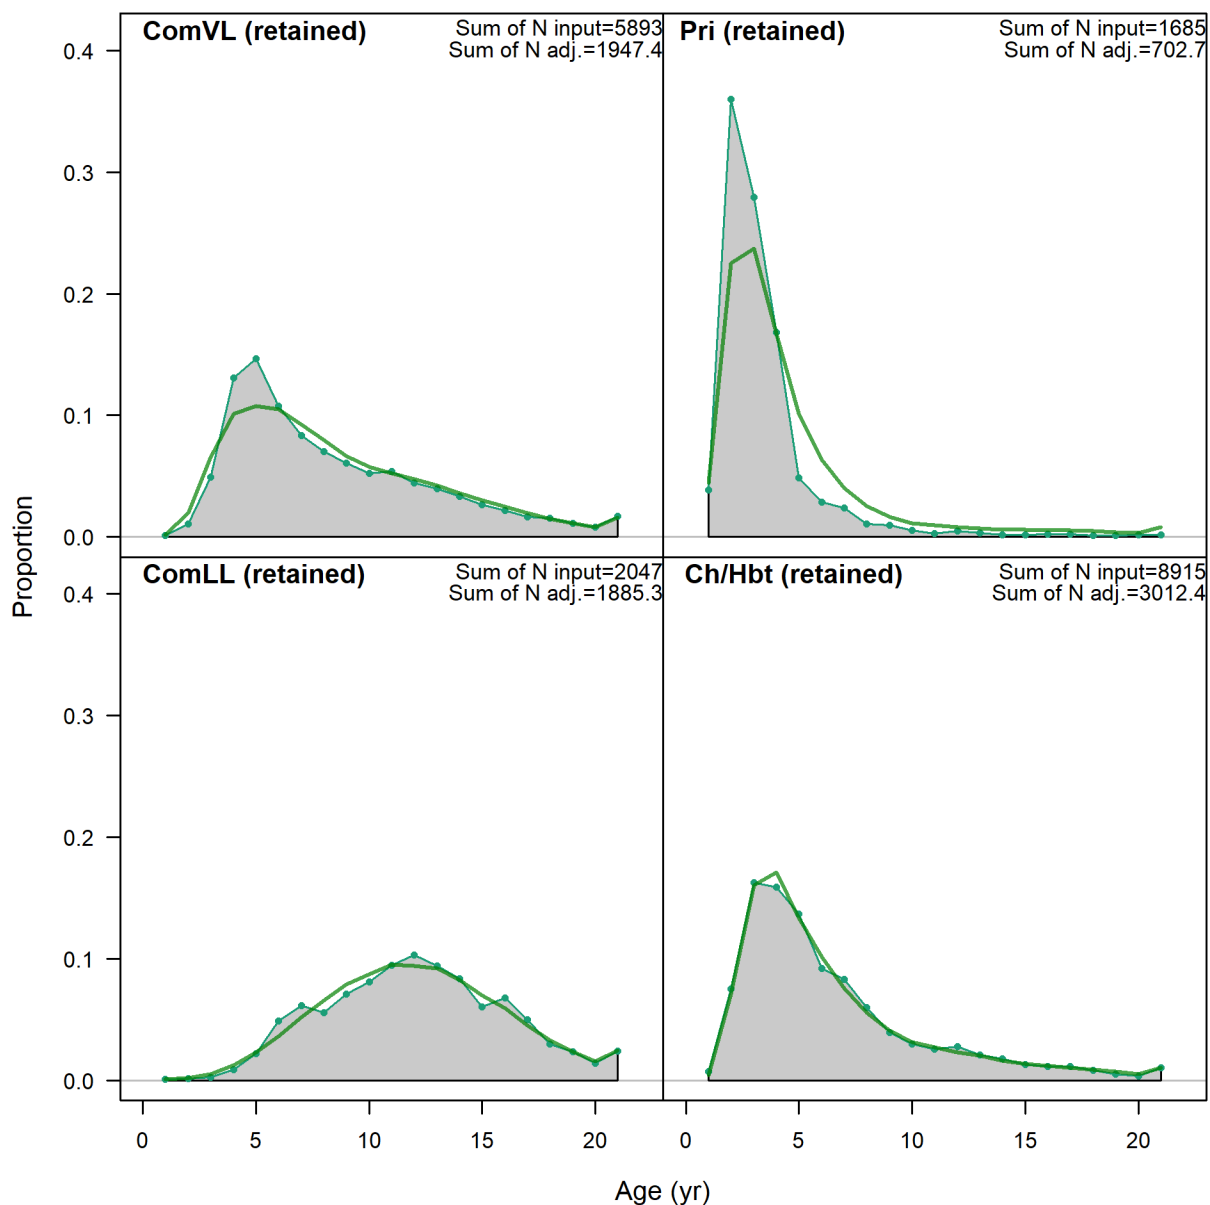 ComVL (retained)
Sum of N input=5893
Sum of N adj.=1947.4
Pri (retained)
Sum of N input=1685
Sum of N adj.=702.7
0.4
0.3
0.2
0.1
0.0
ComLL (retained)
Sum of N input=2047
Sum of N adj.=1885.3
Ch/Hbt (retained)
Sum of N input=8915
Sum of N adj.=3012.4
0.4
0.3
0.2
0.1
0.0
Proportion
0 5 10 15 20
0 5 10 15 20
Age (yr)